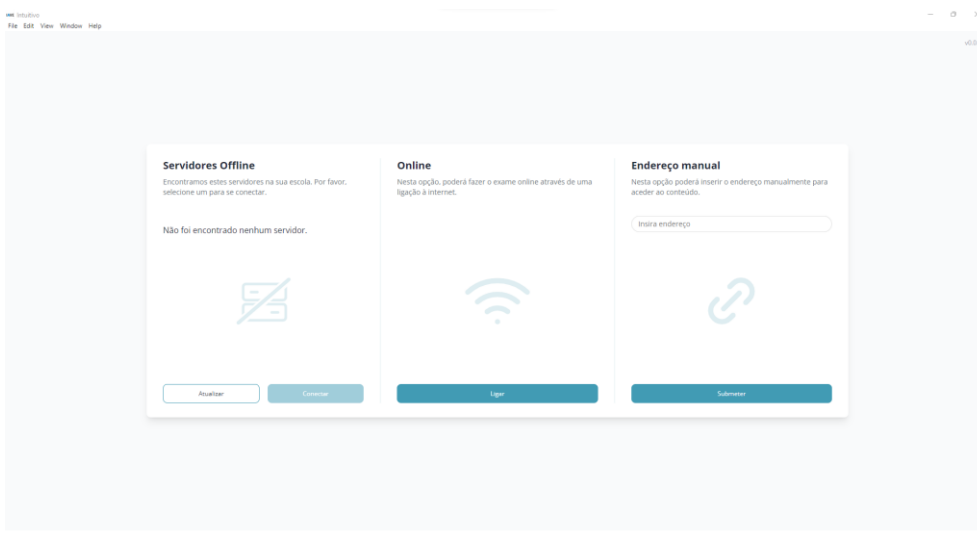 IAVE Intuitivo
File Edit View Window Help
v0.0
Servidores Offline
Encontramos estes servidores na sua escola. Por favor,
selecione um para se conectar.
Não foi encontrado nenhum servidor.
Atualizar
Conectar
Online
Nesta opção, poderá fazer o exame online através de uma
ligação à internet.
Ligar
Endereço manual
Nesta opção poderá inserir o endereço manualmente para
aceder ao conteúdo.
Insira endereço
Submeter